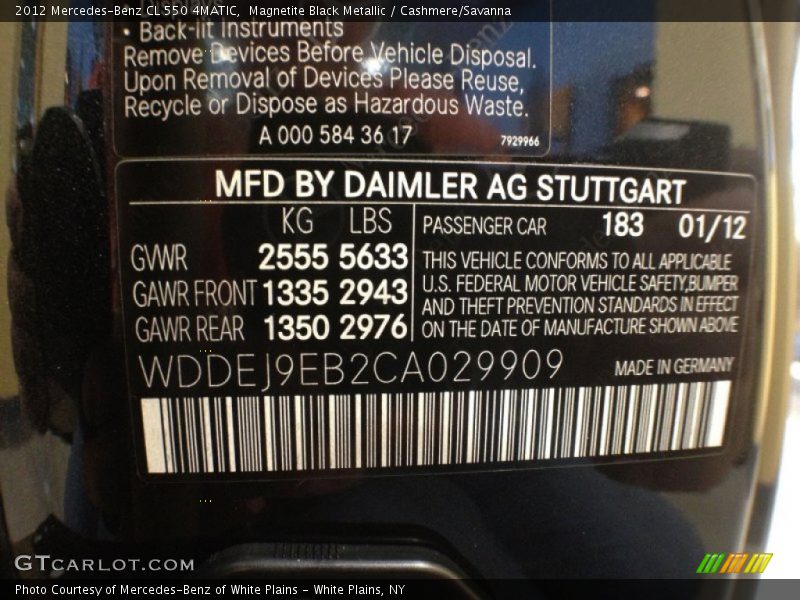 2012 Mercedes-Benz CL 550 4MATIC,  Magnetite Black Metallic / Cashmere/Savanna
• Back-lit Instruments
Remove Devices Before Vehicle Disposal.
Upon Removal of Devices Please Reuse,
Recycle or Dispose as Hazardous Waste.
A 000 584 36 17 7929966
MFD BY DAIMLER AG STUTTGART
KG LBS PASSENGER CAR 183 01/12
GVWR 2555 5633
GAWR FRONT 1335 2943
GAWR REAR 1350 2976
THIS VEHICLE CONFORMS TO ALL APPLICABLE
U.S. FEDERAL MOTOR VEHICLE SAFETY,BUMPER
AND THEFT PREVENTION STANDARDS IN EFFECT
ON THE DATE OF MANUFACTURE SHOWN ABOVE
WDDEJ9EB2CA029909 MADE IN GERMANY
GTCARLOT.COM
Photo Courtesy of Mercedes-Benz of White Plains - White Plains, NY